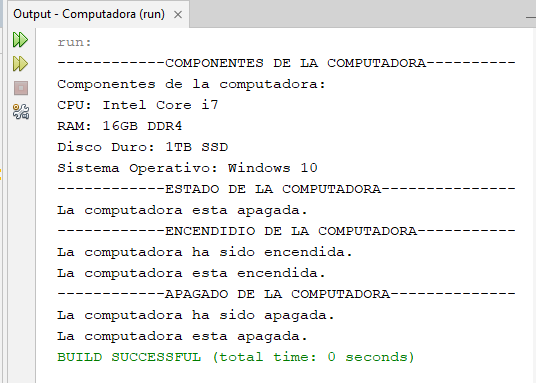 Output - Computadora (run)
run:
------------COMPONENTES DE LA COMPUTADORA----------
Componentes de la computadora:
CPU: Intel Core i7
RAM: 16GB DDR4
Disco Duro: 1TB SSD
Sistema Operativo: Windows 10
------------ESTADO DE LA COMPUTADORA---------------
La computadora esta apagada.
------------ENCENDIDIO DE LA COMPUTADORA-----------
La computadora ha sido encendida.
La computadora esta encendida.
------------APAGADO DE LA COMPUTADORA--------------
La computadora ha sido apagada.
La computadora esta apagada.
BUILD SUCCESSFUL (total time: 0 seconds)